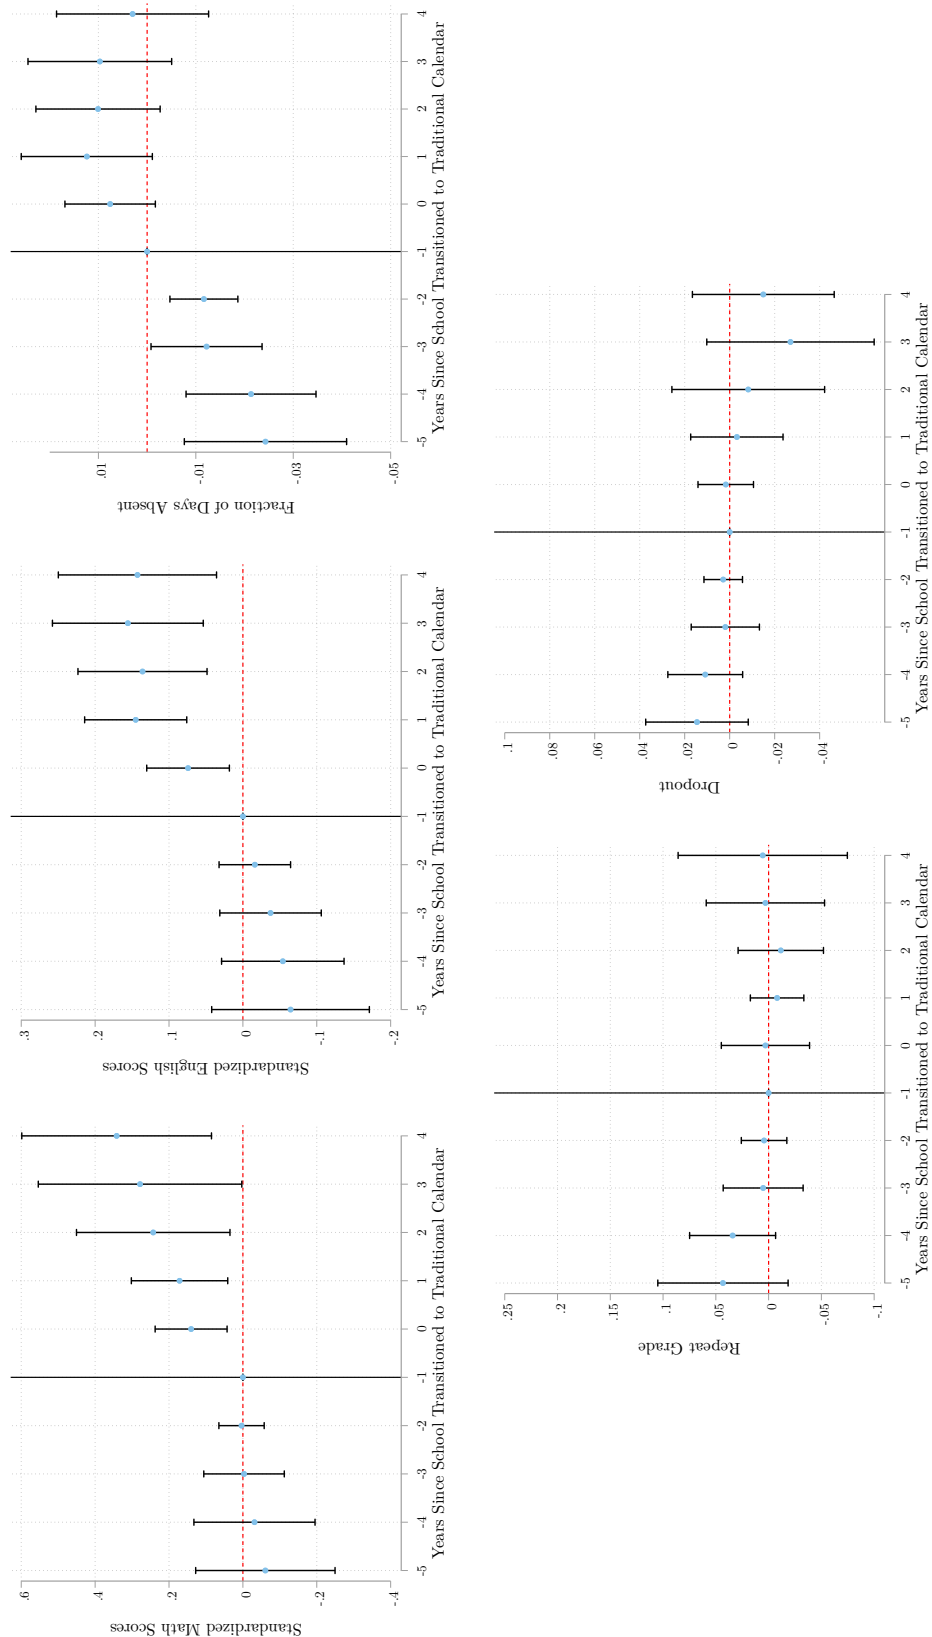 Standardized Math Scores
.6
.4
.2
0
-.2
-.4
-5 -4 -3 -2 -1 0 1 2 3 4
Years Since School Transitioned to Traditional Calendar
Standardized English Scores
.3
.2
.1
0
-.1
-.2
-5 -4 -3 -2 -1 0 1 2 3 4
Years Since School Transitioned to Traditional Calendar
Fraction of Days Absent
.01
-.01
-.03
-.05
-5 -4 -3 -2 -1 0 1 2 3 4
Years Since School Transitioned to Traditional Calendar
Repeat Grade
.25
.2
.15
.1
.05
0
-.05
-.1
-5 -4 -3 -2 -1 0 1 2 3 4
Years Since School Transitioned to Traditional Calendar
Dropout
.1
.08
.06
.04
.02
0
-.02
-.04
-5 -4 -3 -2 -1 0 1 2 3 4
Years Since School Transitioned to Traditional Calendar